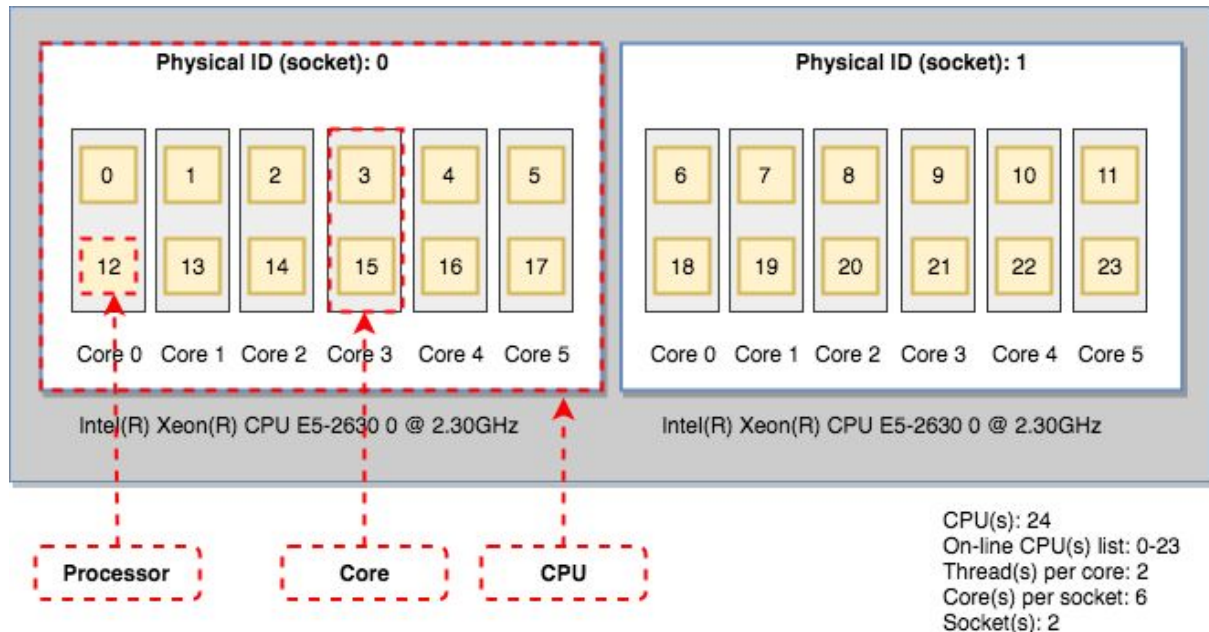 Physical ID (socket): 0
Physical ID (socket): 1
0 1 2 3 4 5
6 7 8 9 10 11
12 13 14 15 16 17
18 19 20 21 22 23
Core 0 Core 1 Core 2 Core 3 Core 4 Core 5
Core 0 Core 1 Core 2 Core 3 Core 4 Core 5
Intel(R) Xeon(R) CPU E5-2630 0 @ 2.30GHz
Intel(R) Xeon(R) CPU E5-2630 0 @ 2.30GHz
Processor
Core
CPU
CPU(s): 24
On-line CPU(s) list: 0-23
Thread(s) per core: 2
Core(s) per socket: 6
Socket(s): 2